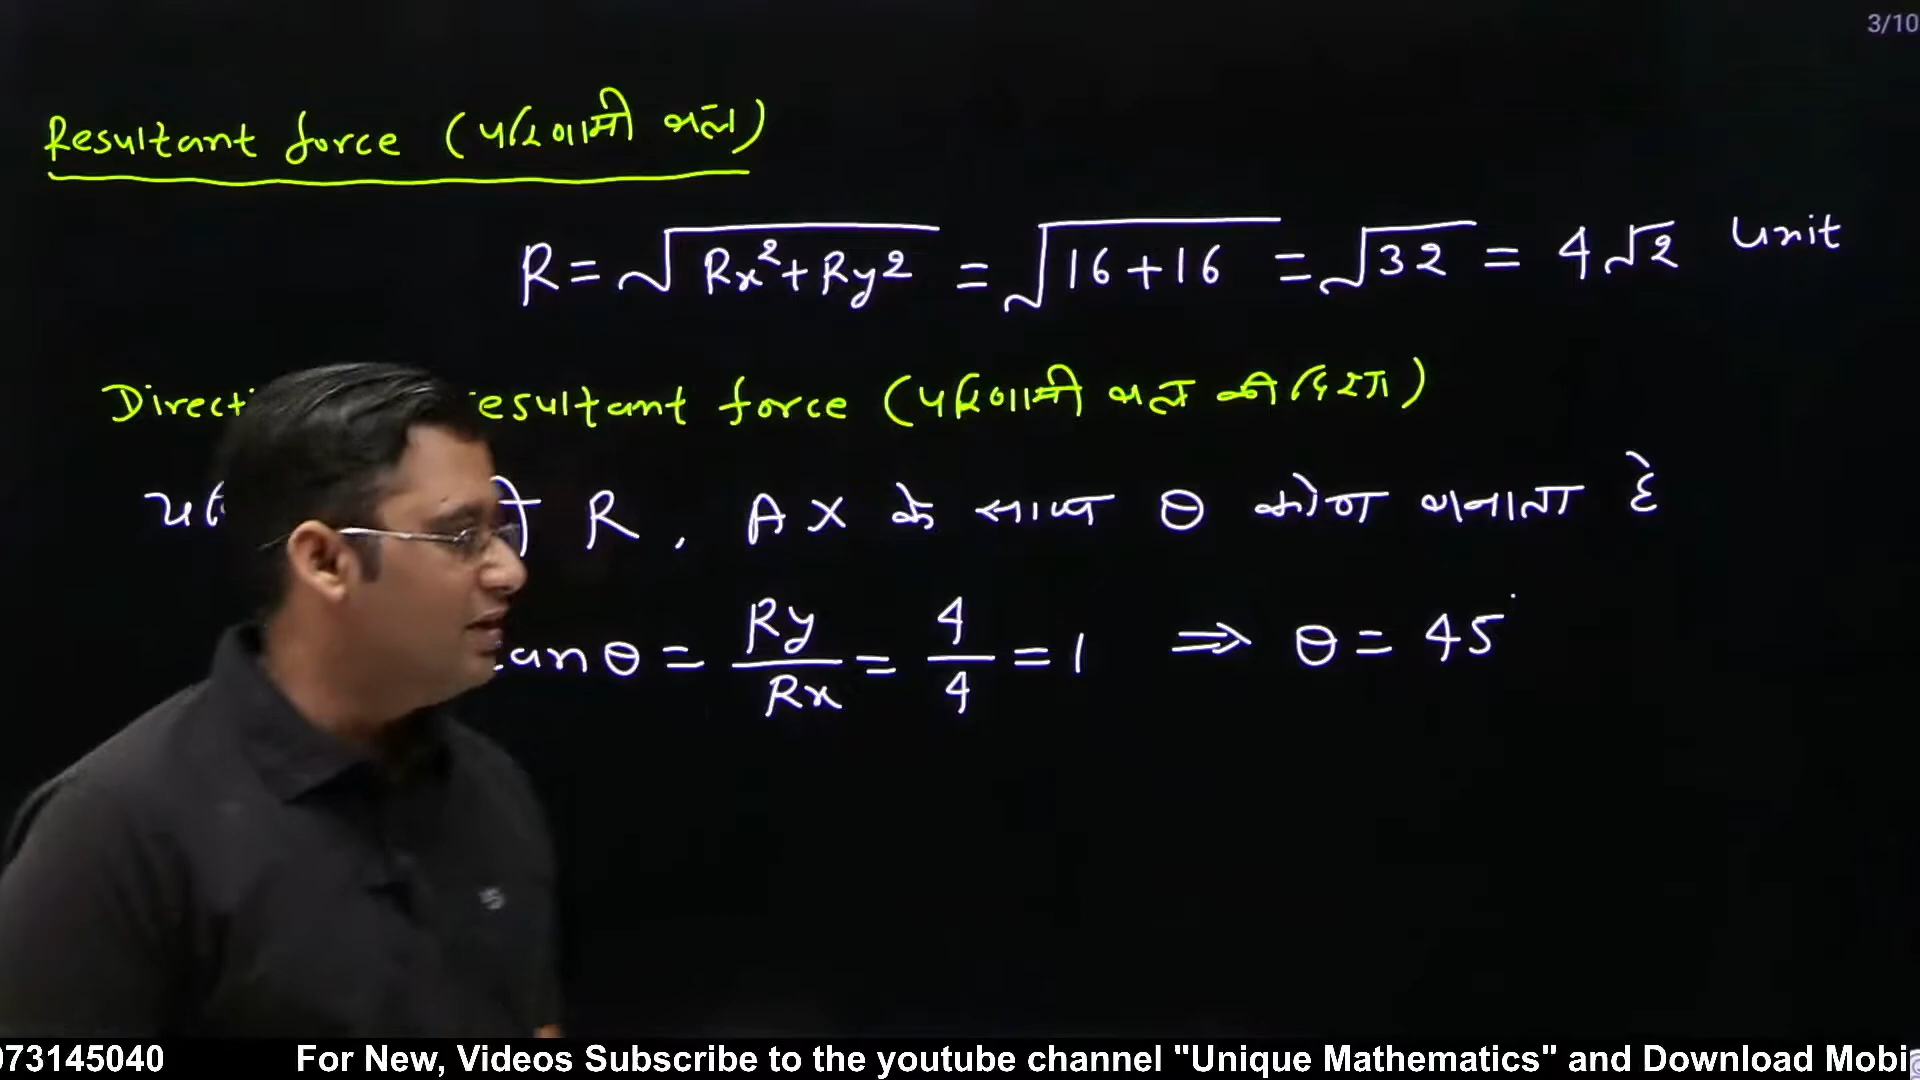 3/10
Resultant force (परिणामी बल)
R = √Rx²+Ry² = √16+16 = √32 = 4√2 Unit
Directi esultant force (परिणामी बल की दिशा)
R, AX के साथ θ कोण बनाता है
tanθ = Ry/Rx = 4/4 = 1 ⇒ θ = 45°
073145040 For New, Videos Subscribe to the youtube channel "Unique Mathematics" and Download Mobi